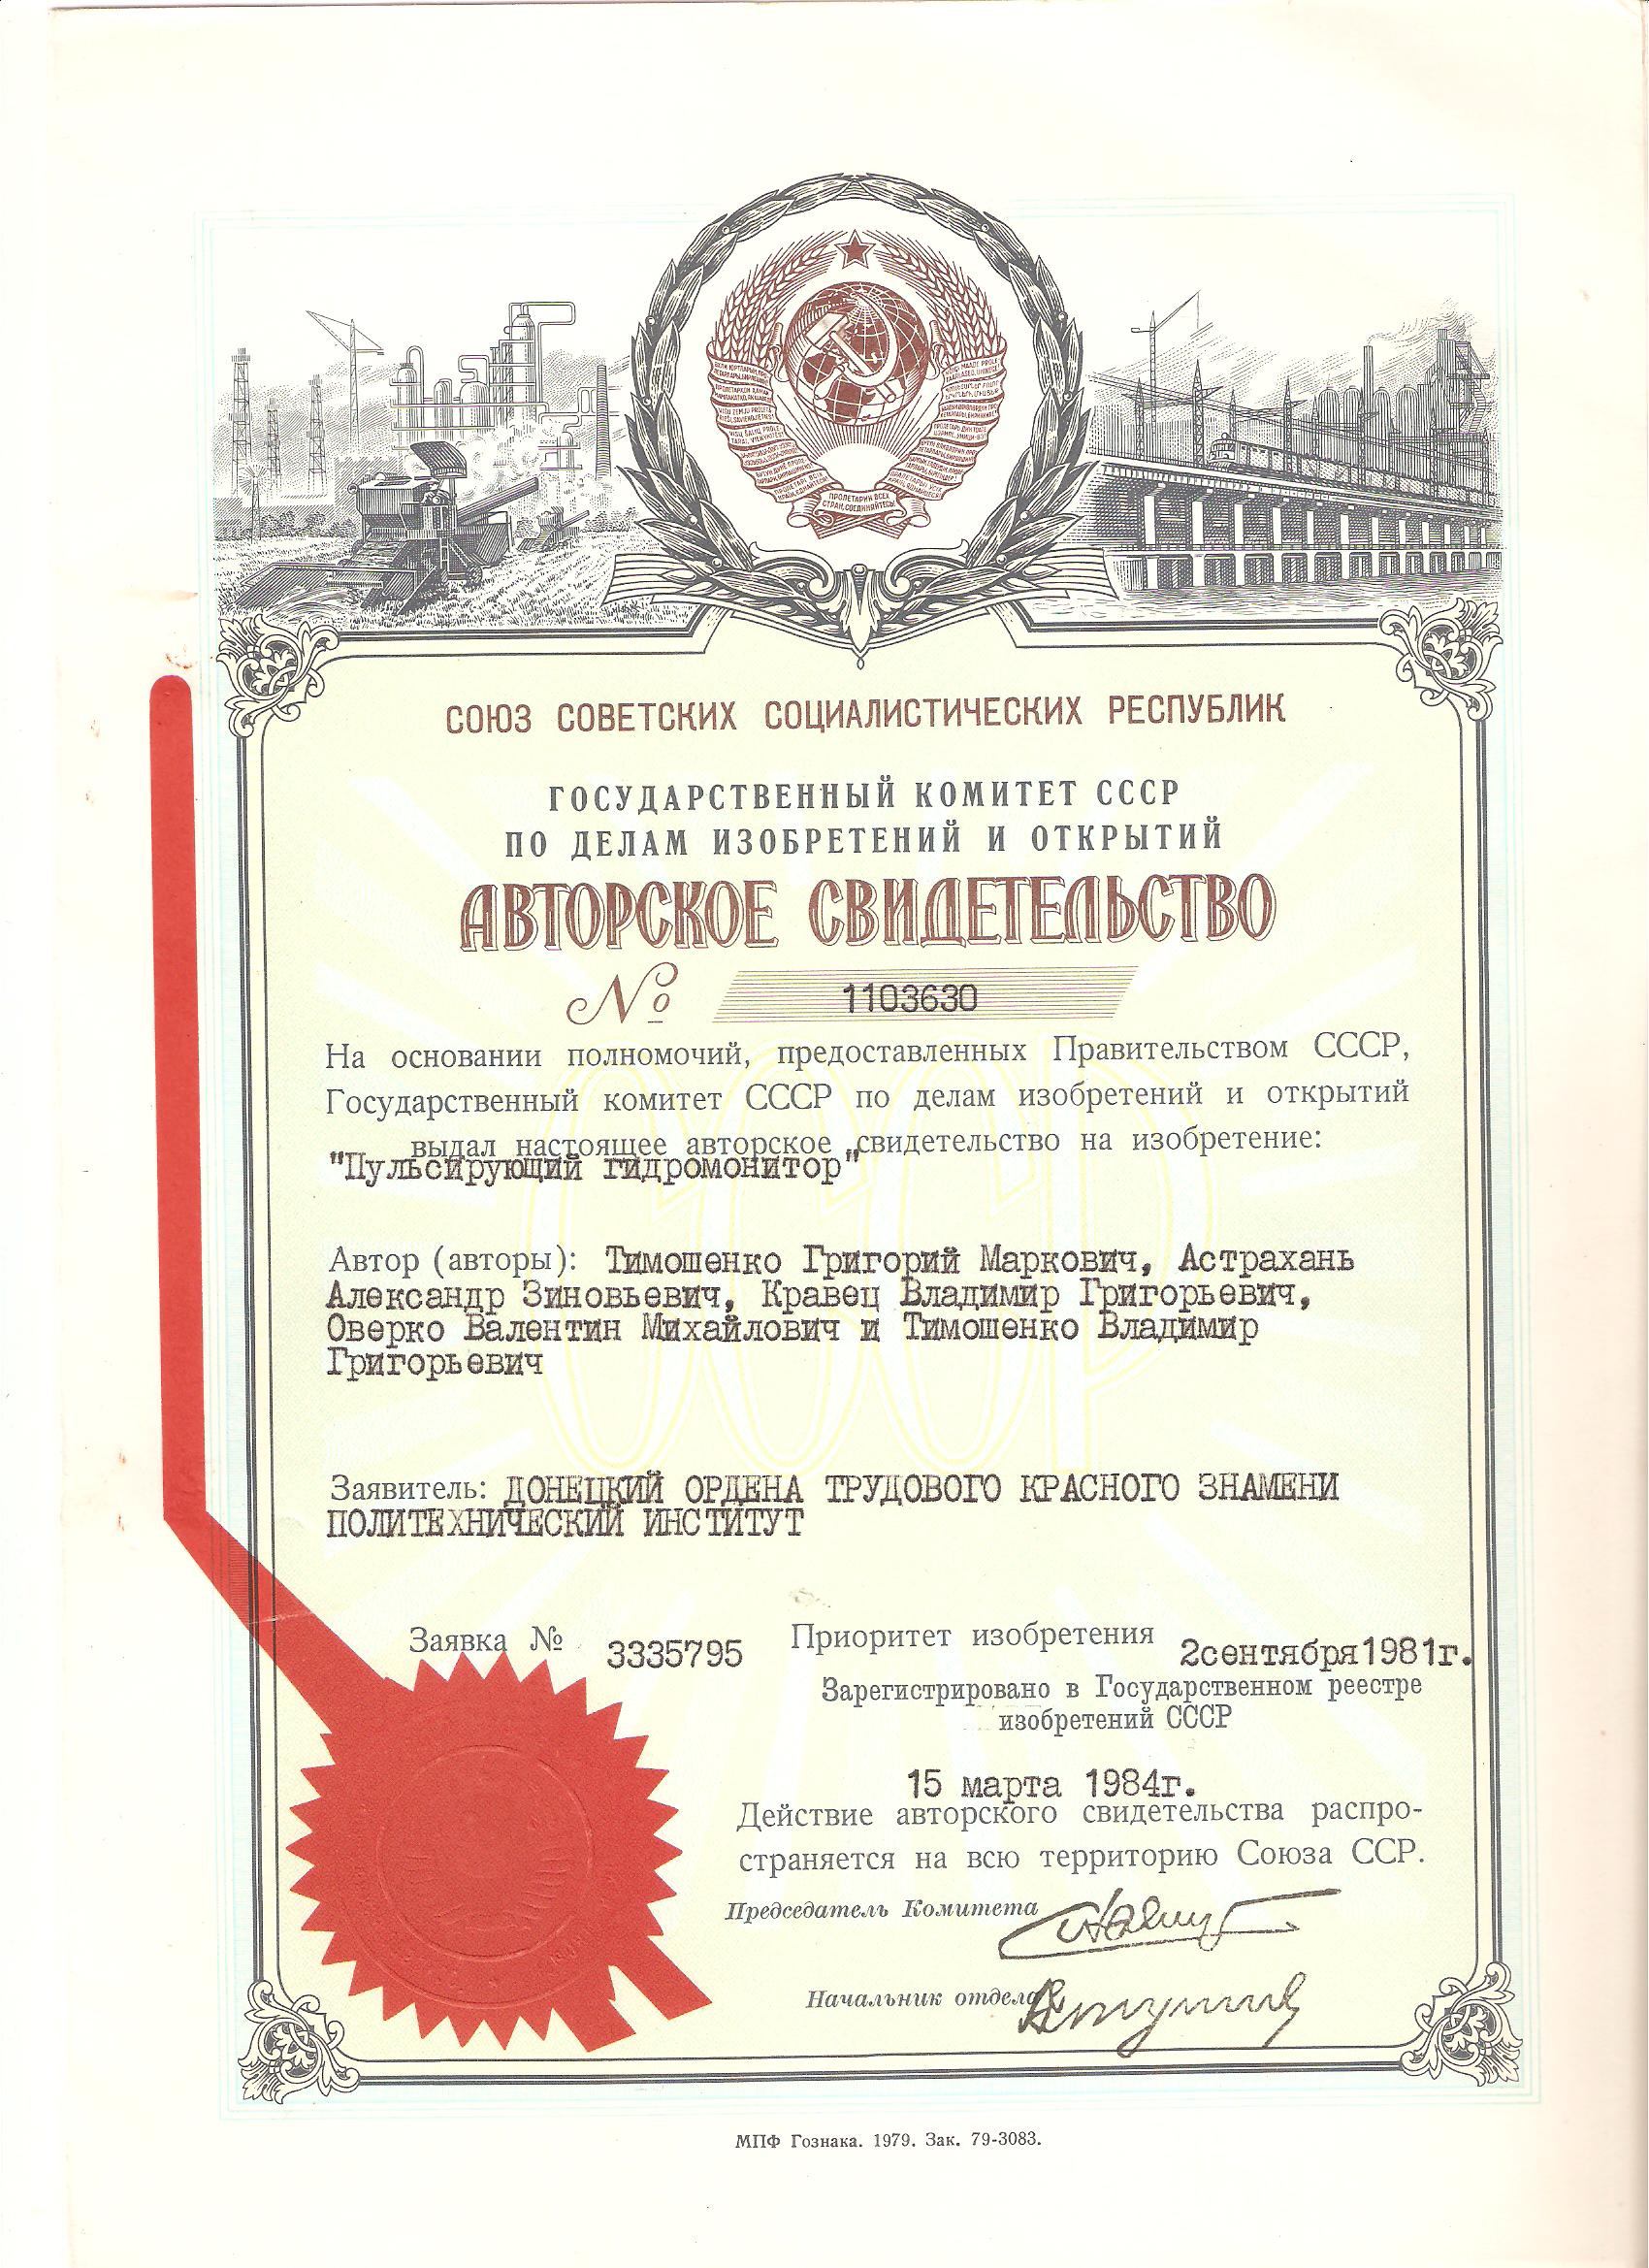 ПРОЛЕТАРИИ ВСЕХ
СТРАН, СОЕДИНЯЙТЕСЬ!
СОЮЗ СОВЕТСКИХ СОЦИАЛИСТИЧЕСКИХ РЕСПУБЛИК
ГОСУДАРСТВЕННЫЙ КОМИТЕТ СССР
ПО ДЕЛАМ ИЗОБРЕТЕНИЙ И ОТКРЫТИЙ
АВТОРСКОЕ СВИДЕТЕЛЬСТВО
№ 1103630
На основании полномочий, предоставленных Правительством СССР,
Государственный комитет СССР по делам изобретений и открытий
выдал настоящее авторское свидетельство на изобретение:
"Пульсирующий гидромонитор"
Автор (авторы): Тимошенко Григорий Маркович, Астрахань
Александр Зиновьевич, Кравец Владимир Григорьевич,
Оверко Валентин Михайлович и Тимошенко Владимир
Григорьевич
Заявитель: ДОНЕЦКИЙ ОРДЕНА ТРУДОВОГО КРАСНОГО ЗНАМЕНИ
ПОЛИТЕХНИЧЕСКИЙ ИНСТИТУТ
Заявка № 3335795 Приоритет изобретения 2сентября1981г.
Зарегистрировано в Государственном реестре
изобретений СССР
15 марта 1984г.
Действие авторского свидетельства распро-
страняется на всю территорию Союза ССР.
Председатель Комитета
Начальник отдела
МПФ Гознака. 1979. Зак. 79-3083.